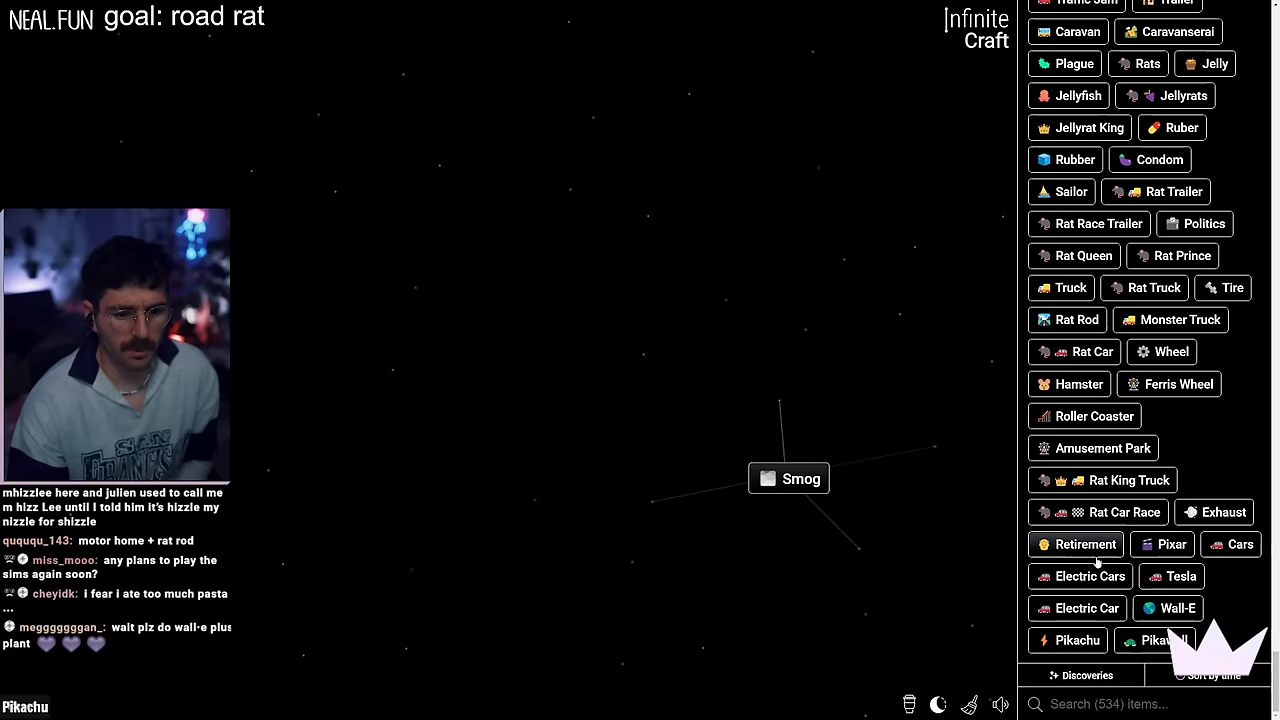 NEAL.FUN goal: road rat
Infinite
Craft
Caravan Caravanserai
Plague Rats Jelly
Jellyfish Jellyrats
Jellyrat King Ruber
Rubber Condom
Sailor Rat Trailer
Rat Race Trailer Politics
Rat Queen Rat Prince
Truck Rat Truck Tire
Rat Rod Monster Truck
Rat Car Wheel
Hamster Ferris Wheel
Roller Coaster
Amusement Park
Rat King Truck
Rat Car Race Exhaust
Retirement Pixar Cars
Electric Cars Tesla
Electric Car Wall-E
Pikachu
Discoveries Sort by time
Search (534) items...
Smog
SAN
mhizzlee here and julien used to call me
m hizz Lee until I told him it's hizzle my
nizzle for shizzle
quququ_143: motor home + rat rod
miss_mooo: any plans to play the
sims again soon?
cheyidk: i fear i ate too much pasta
...
megggggggan_: wait plz do wall-e plus
plant
Pikachu